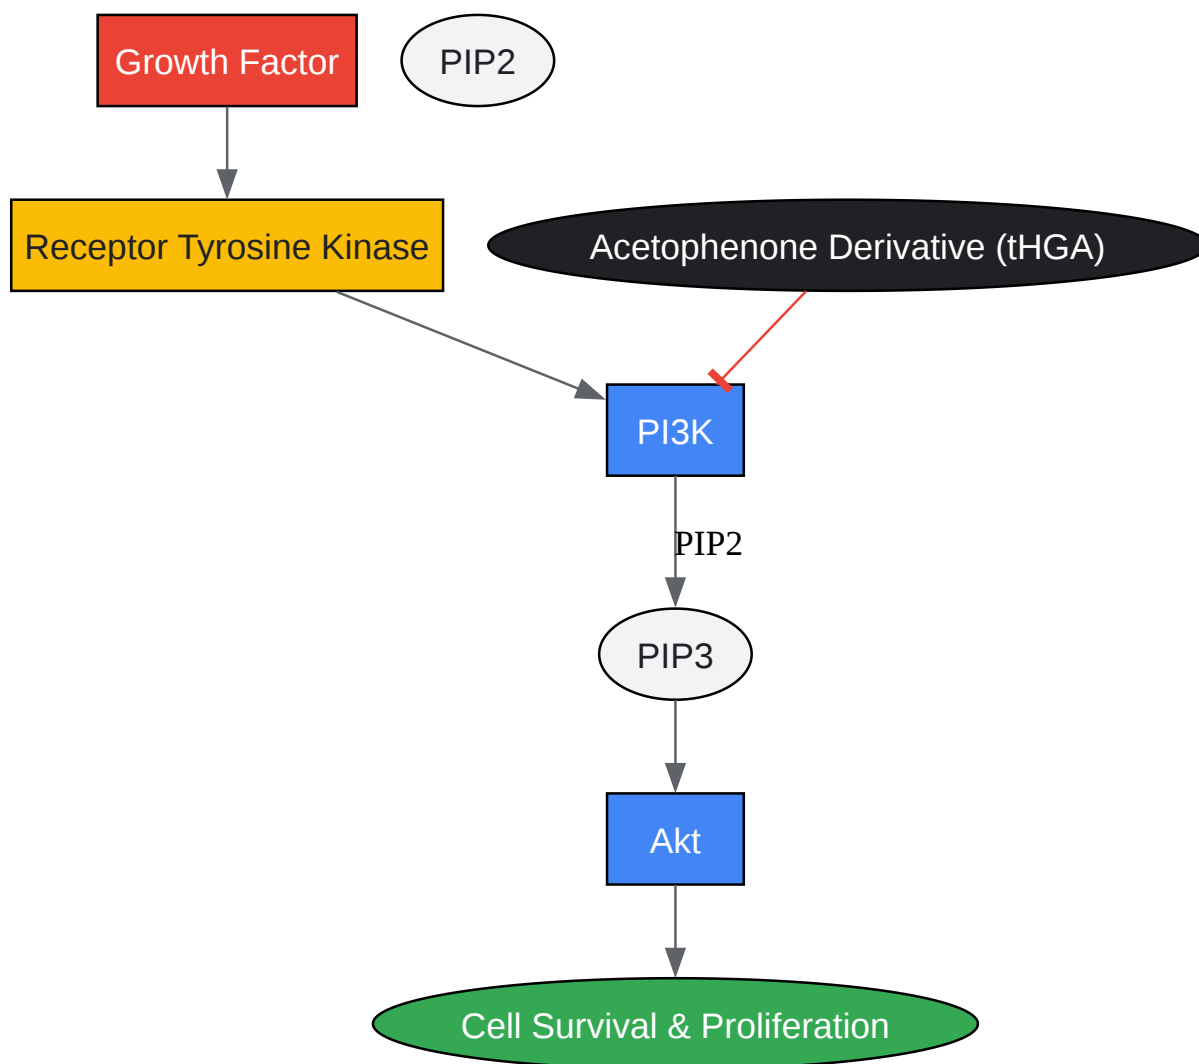 Growth Factor
PIP2
Receptor Tyrosine Kinase
Acetophenone Derivative (tHGA)
PI3K
PIP2
PIP3
Akt
Cell Survival & Proliferation